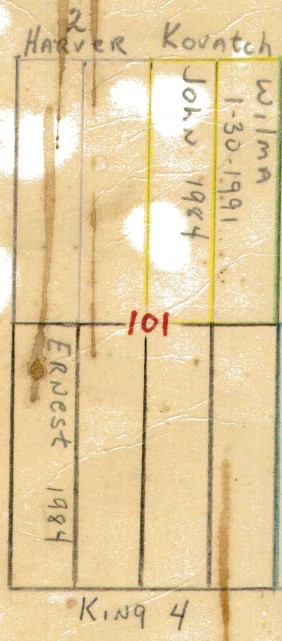 2
HARVER KOVATCH
WILMA
1-30-1991
JOHN 1984
101
ERNEST 1984
KING 4